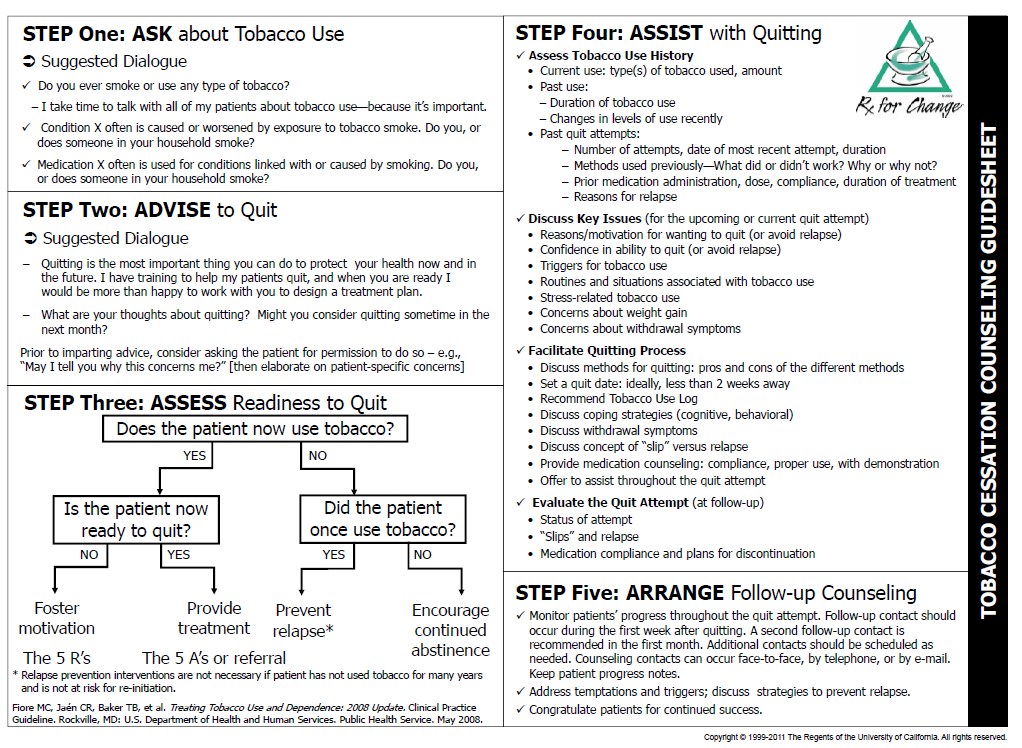 STEP One: ASK about Tobacco Use
➲ Suggested Dialogue
✓ Do you ever smoke or use any type of tobacco?
– I take time to talk with all of my patients about tobacco use—because it's important.
✓ Condition X often is caused or worsened by exposure to tobacco smoke. Do you, or
does someone in your household smoke?
✓ Medication X often is used for conditions linked with or caused by smoking. Do you,
or does someone in your household smoke?
STEP Two: ADVISE to Quit
➲ Suggested Dialogue
– Quitting is the most important thing you can do to protect your health now and in
the future. I have training to help my patients quit, and when you are ready I
would be more than happy to work with you to design a treatment plan.
– What are your thoughts about quitting? Might you consider quitting sometime in the
next month?
Prior to imparting advice, consider asking the patient for permission to do so – e.g.,
"May I tell you why this concerns me?" [then elaborate on patient-specific concerns]
STEP Three: ASSESS Readiness to Quit
Does the patient now use tobacco?
YES
NO
Is the patient now
ready to quit?
Did the patient
once use tobacco?
NO
YES
YES
NO
Foster
motivation
Provide
treatment
Prevent
relapse*
Encourage
continued
abstinence
The 5 R's
The 5 A's or referral
* Relapse prevention interventions are not necessary if patient has not used tobacco for many years
and is not at risk for re-initiation.
Fiore MC, Jaén CR, Baker TB, et al. Treating Tobacco Use and Dependence: 2008 Update. Clinical Practice
Guideline. Rockville, MD: U.S. Department of Health and Human Services. Public Health Service. May 2008.
STEP Four: ASSIST with Quitting
✓ Assess Tobacco Use History
• Current use: type(s) of tobacco used, amount
• Past use:
– Duration of tobacco use
– Changes in levels of use recently
• Past quit attempts:
– Number of attempts, date of most recent attempt, duration
– Methods used previously—What did or didn't work? Why or why not?
– Prior medication administration, dose, compliance, duration of treatment
– Reasons for relapse
✓ Discuss Key Issues (for the upcoming or current quit attempt)
• Reasons/motivation for wanting to quit (or avoid relapse)
• Confidence in ability to quit (or avoid relapse)
• Triggers for tobacco use
• Routines and situations associated with tobacco use
• Stress-related tobacco use
• Concerns about weight gain
• Concerns about withdrawal symptoms
✓ Facilitate Quitting Process
• Discuss methods for quitting: pros and cons of the different methods
• Set a quit date: ideally, less than 2 weeks away
• Recommend Tobacco Use Log
• Discuss coping strategies (cognitive, behavioral)
• Discuss withdrawal symptoms
• Discuss concept of "slip" versus relapse
• Provide medication counseling: compliance, proper use, with demonstration
• Offer to assist throughout the quit attempt
✓ Evaluate the Quit Attempt (at follow-up)
• Status of attempt
• "Slips" and relapse
• Medication compliance and plans for discontinuation
STEP Five: ARRANGE Follow-up Counseling
✓ Monitor patients' progress throughout the quit attempt. Follow-up contact should
occur during the first week after quitting. A second follow-up contact is
recommended in the first month. Additional contacts should be scheduled as
needed. Counseling contacts can occur face-to-face, by telephone, or by e-mail.
Keep patient progress notes.
✓ Address temptations and triggers; discuss strategies to prevent relapse.
✓ Congratulate patients for continued success.
Rx for Change
TOBACCO CESSATION COUNSELING GUIDESHEET
Copyright © 1999-2011 The Regents of the University of California. All rights reserved.